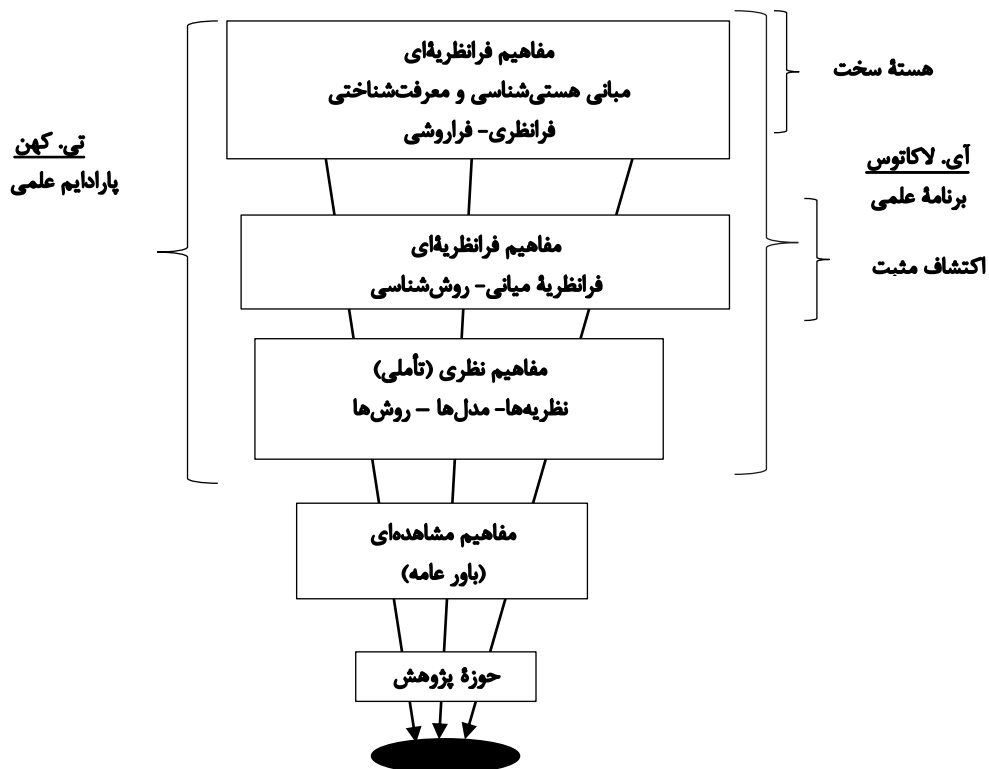 مفاهیم فرانظریهٔ‌ای
مبانی هستی‌شناسی و معرفت‌شناختی
فرانظری- فراروشی
هستهٔ سخت
تی. کهن
پارادایم علمی
آی. لاکاتوس
برنامهٔ علمی
مفاهیم فرانظریهٔ‌ای
فرانظریهٔ میانی- روش‌شناسی
اکتشاف مثبت
مفاهیم نظری (تأملی)
نظریه‌ها- مدل‌ها – روش‌ها
مفاهیم مشاهده‌ای
(باور عامه)
حوزهٔ پژوهش